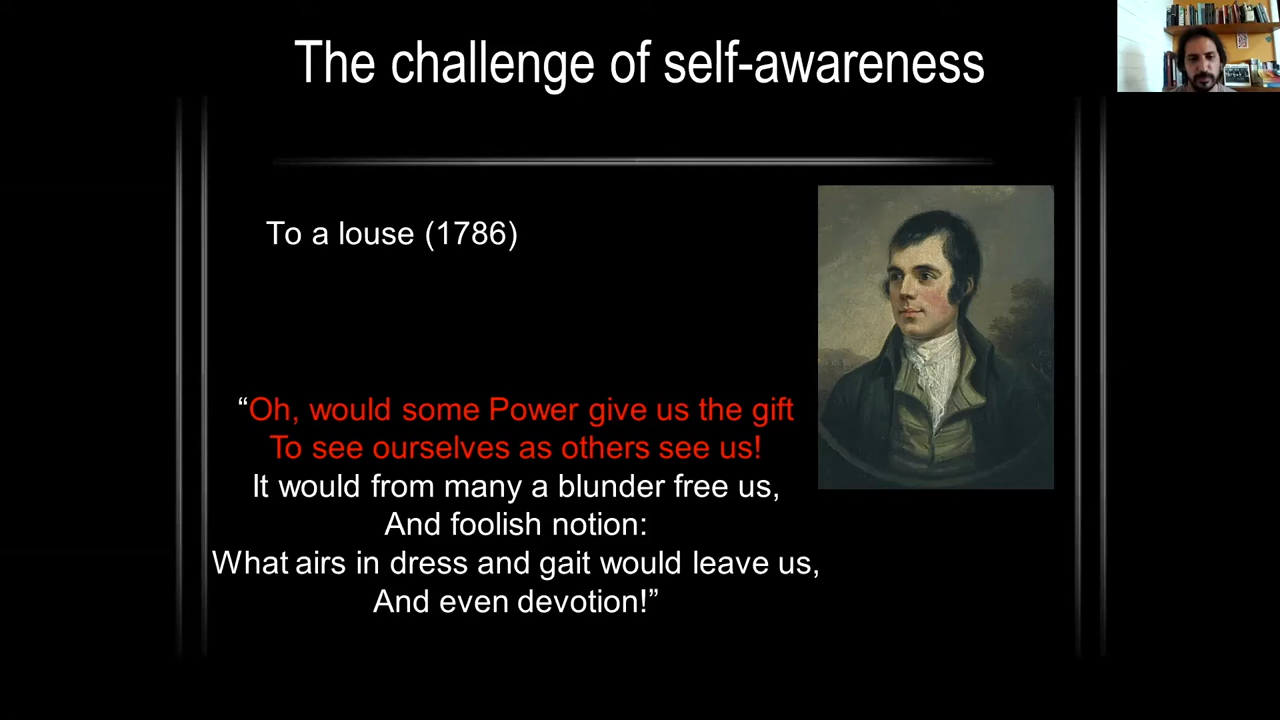 The challenge of self-awareness
To a louse (1786)
“Oh, would some Power give us the gift
To see ourselves as others see us!
It would from many a blunder free us,
And foolish notion:
What airs in dress and gait would leave us,
And even devotion!”